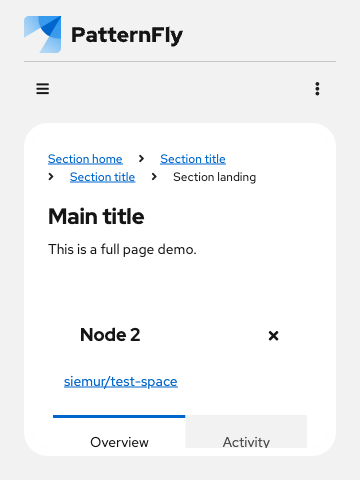 PatternFly
Section home
Section title
Section title
Section landing
Main title
This is a full page demo.
Node 2
siemur/test-space
Overview
Activity